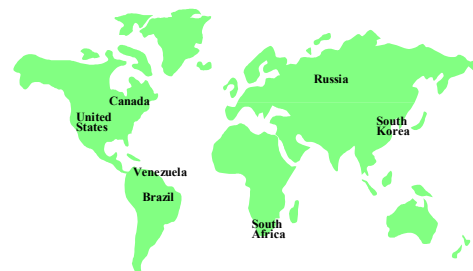 Russia
Canada
United
States
South
Korea
Venezuela
Brazil
South
Africa